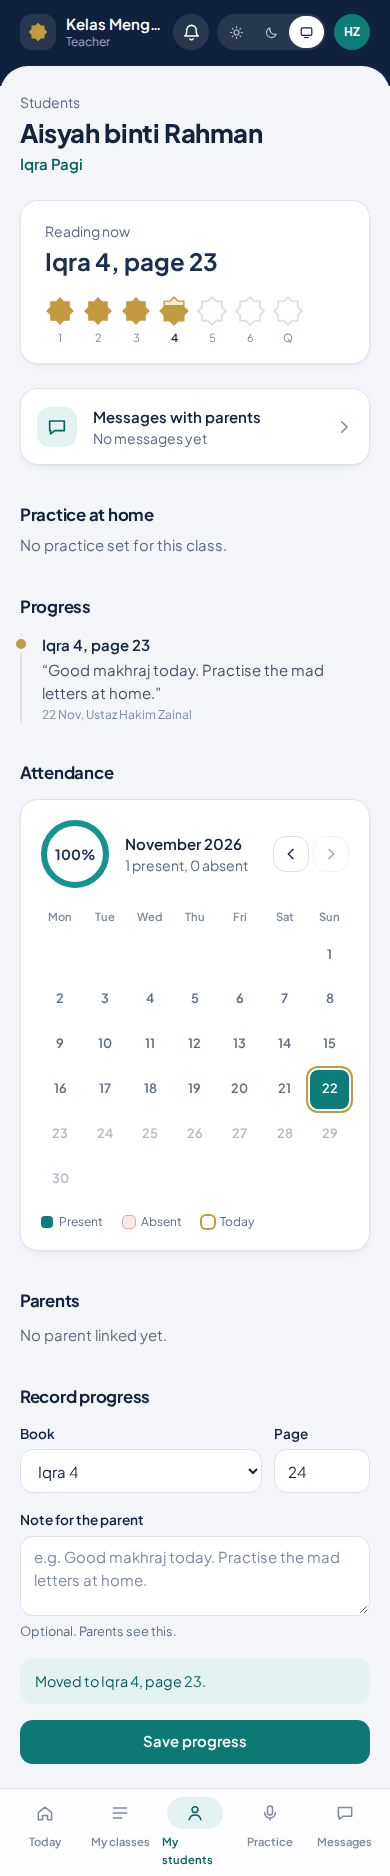 Kelas Meng...
Teacher
HZ
Students
Aisyah binti Rahman
Iqra Pagi
Reading now
Iqra 4, page 23
1 2 3 4 5 6 Q
Messages with parents
No messages yet
Practice at home
No practice set for this class.
Progress
Iqra 4, page 23
“Good makhraj today. Practise the mad
letters at home.”
22 Nov, Ustaz Hakim Zainal
Attendance
100%
November 2026
1 present, 0 absent
Mon Tue Wed Thu Fri Sat Sun
1
2 3 4 5 6 7 8
9 10 11 12 13 14 15
16 17 18 19 20 21 22
23 24 25 26 27 28 29
30
Present Absent Today
Parents
No parent linked yet.
Record progress
Book Page
Iqra 4 24
Note for the parent
e.g. Good makhraj today. Practise the mad
letters at home.
Optional. Parents see this.
Moved to Iqra 4, page 23.
Save progress
Today My classes My students Practice Messages